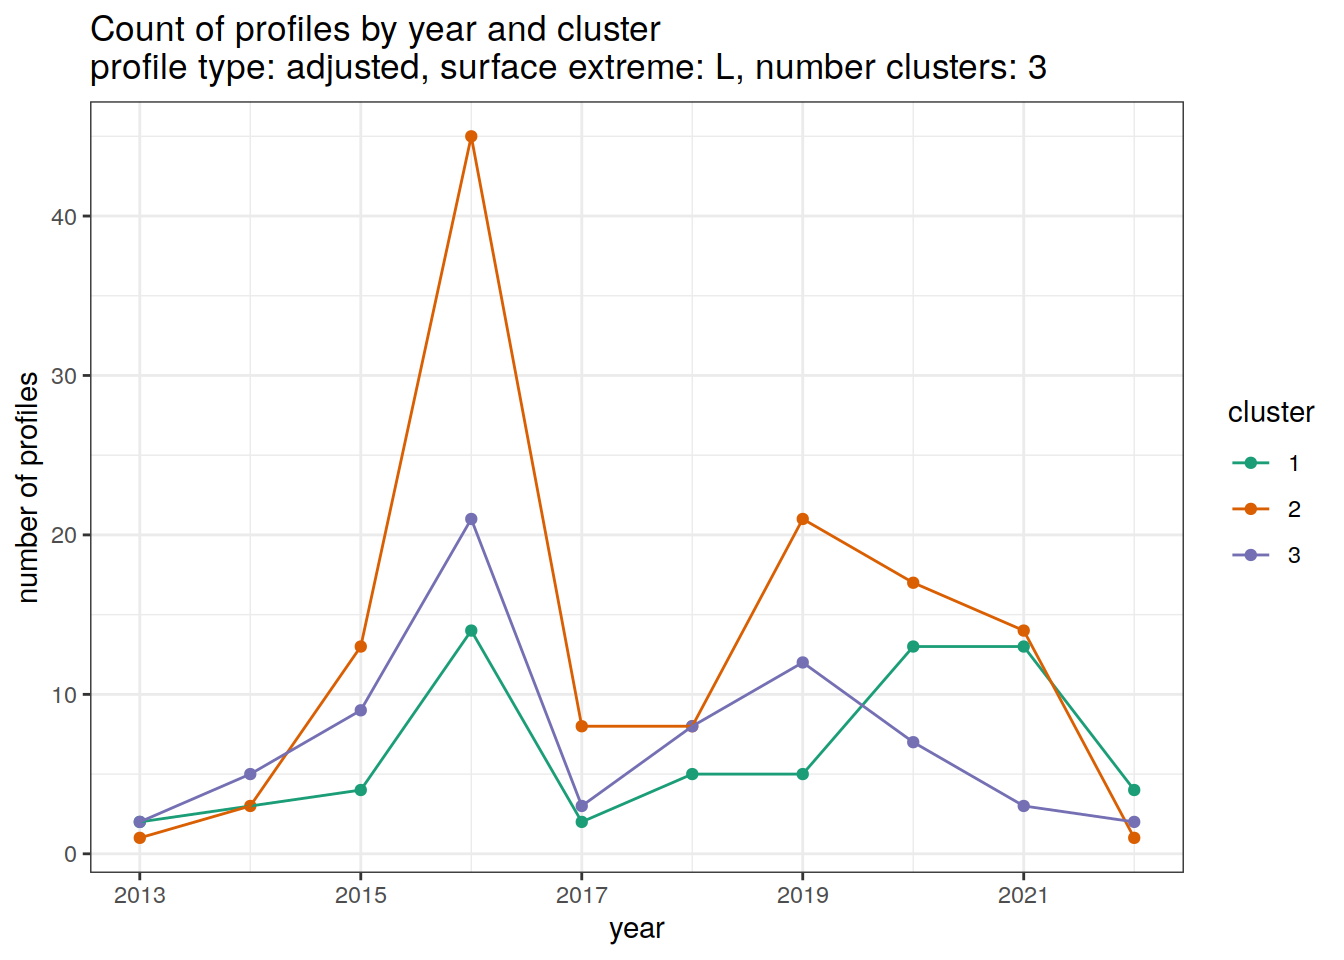 Count of profiles by year and cluster
profile type: adjusted, surface extreme: L, number clusters: 3
number of profiles
40
30
20
10
0
2013 2015 2017 2019 2021
year
cluster
1
2
3